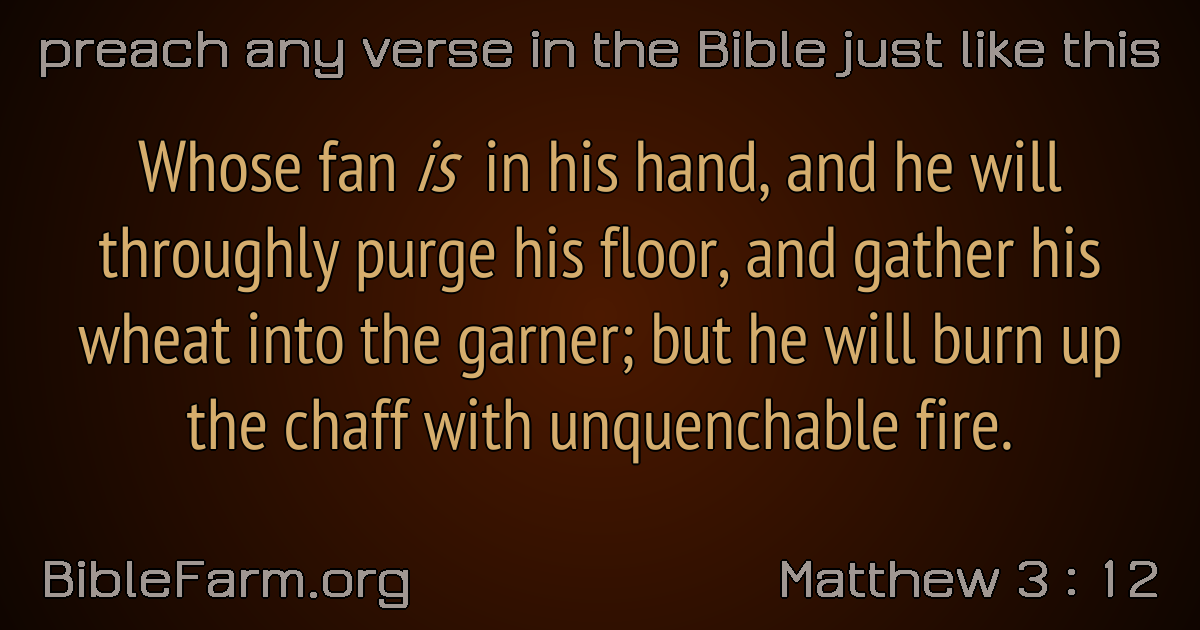 preach any verse in the Bible just like this
Whose fan is in his hand, and he will
throughly purge his floor, and gather his
wheat into the garner; but he will burn up
the chaff with unquenchable fire.
BibleFarm.org
Matthew 3 : 12